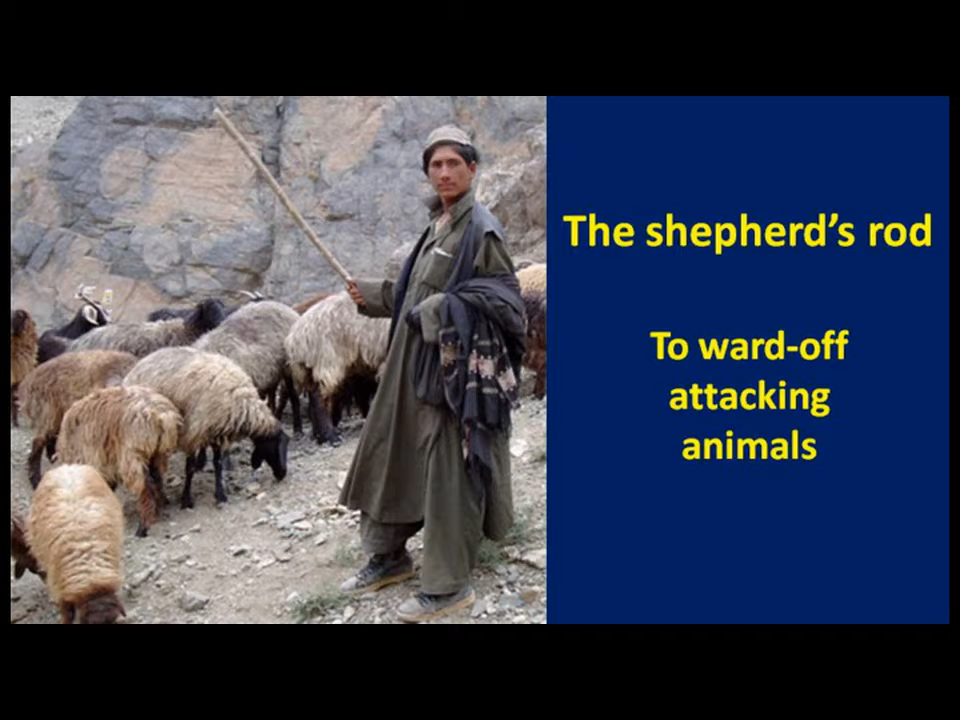 The shepherd’s rod
To ward-off
attacking
animals